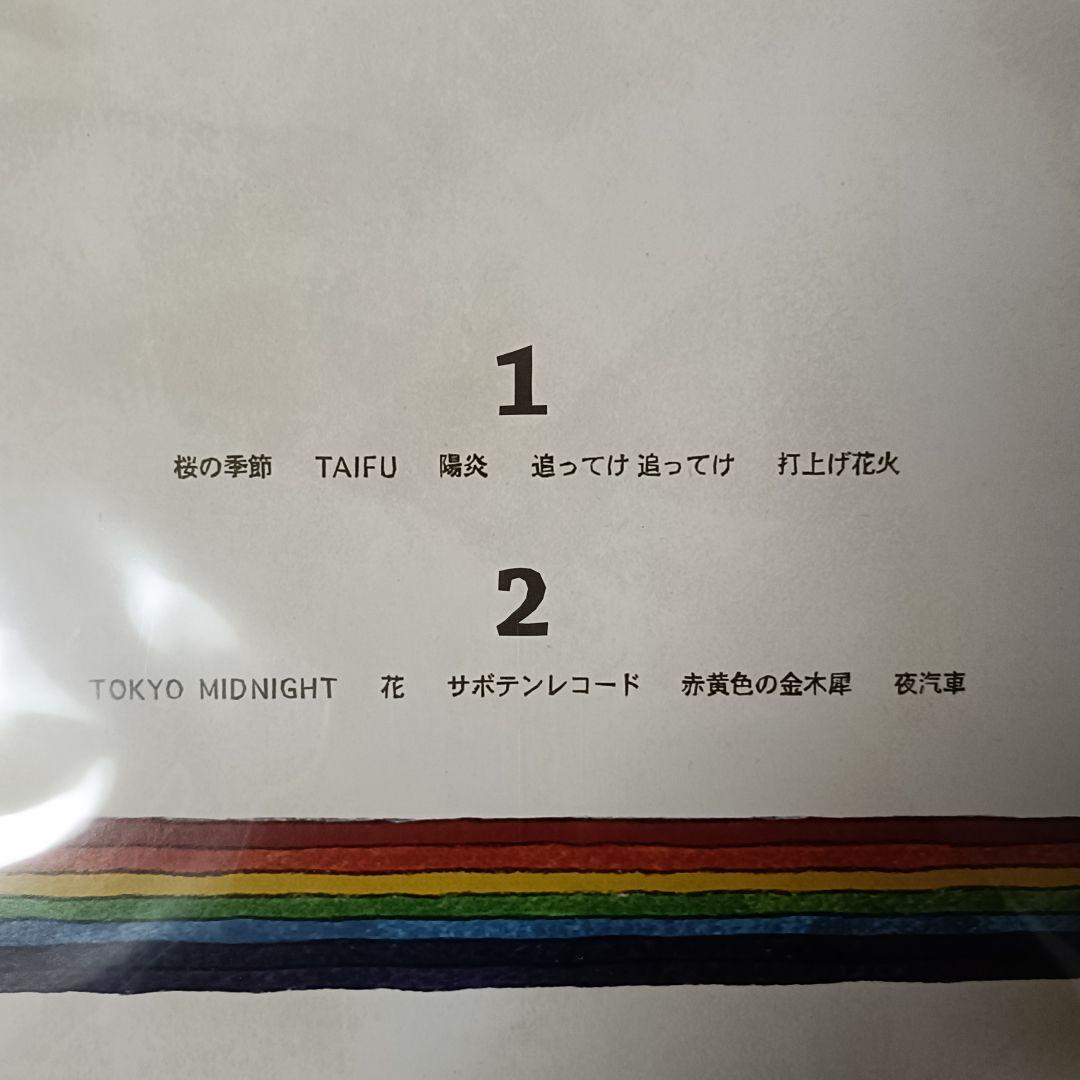 1
桜の季節 TAIFU 陽炎 追ってけ 追ってけ 打上げ花火
2
TOKYO MIDNIGHT 花 サボテンレコード 赤黄色の金木犀 夜汽車